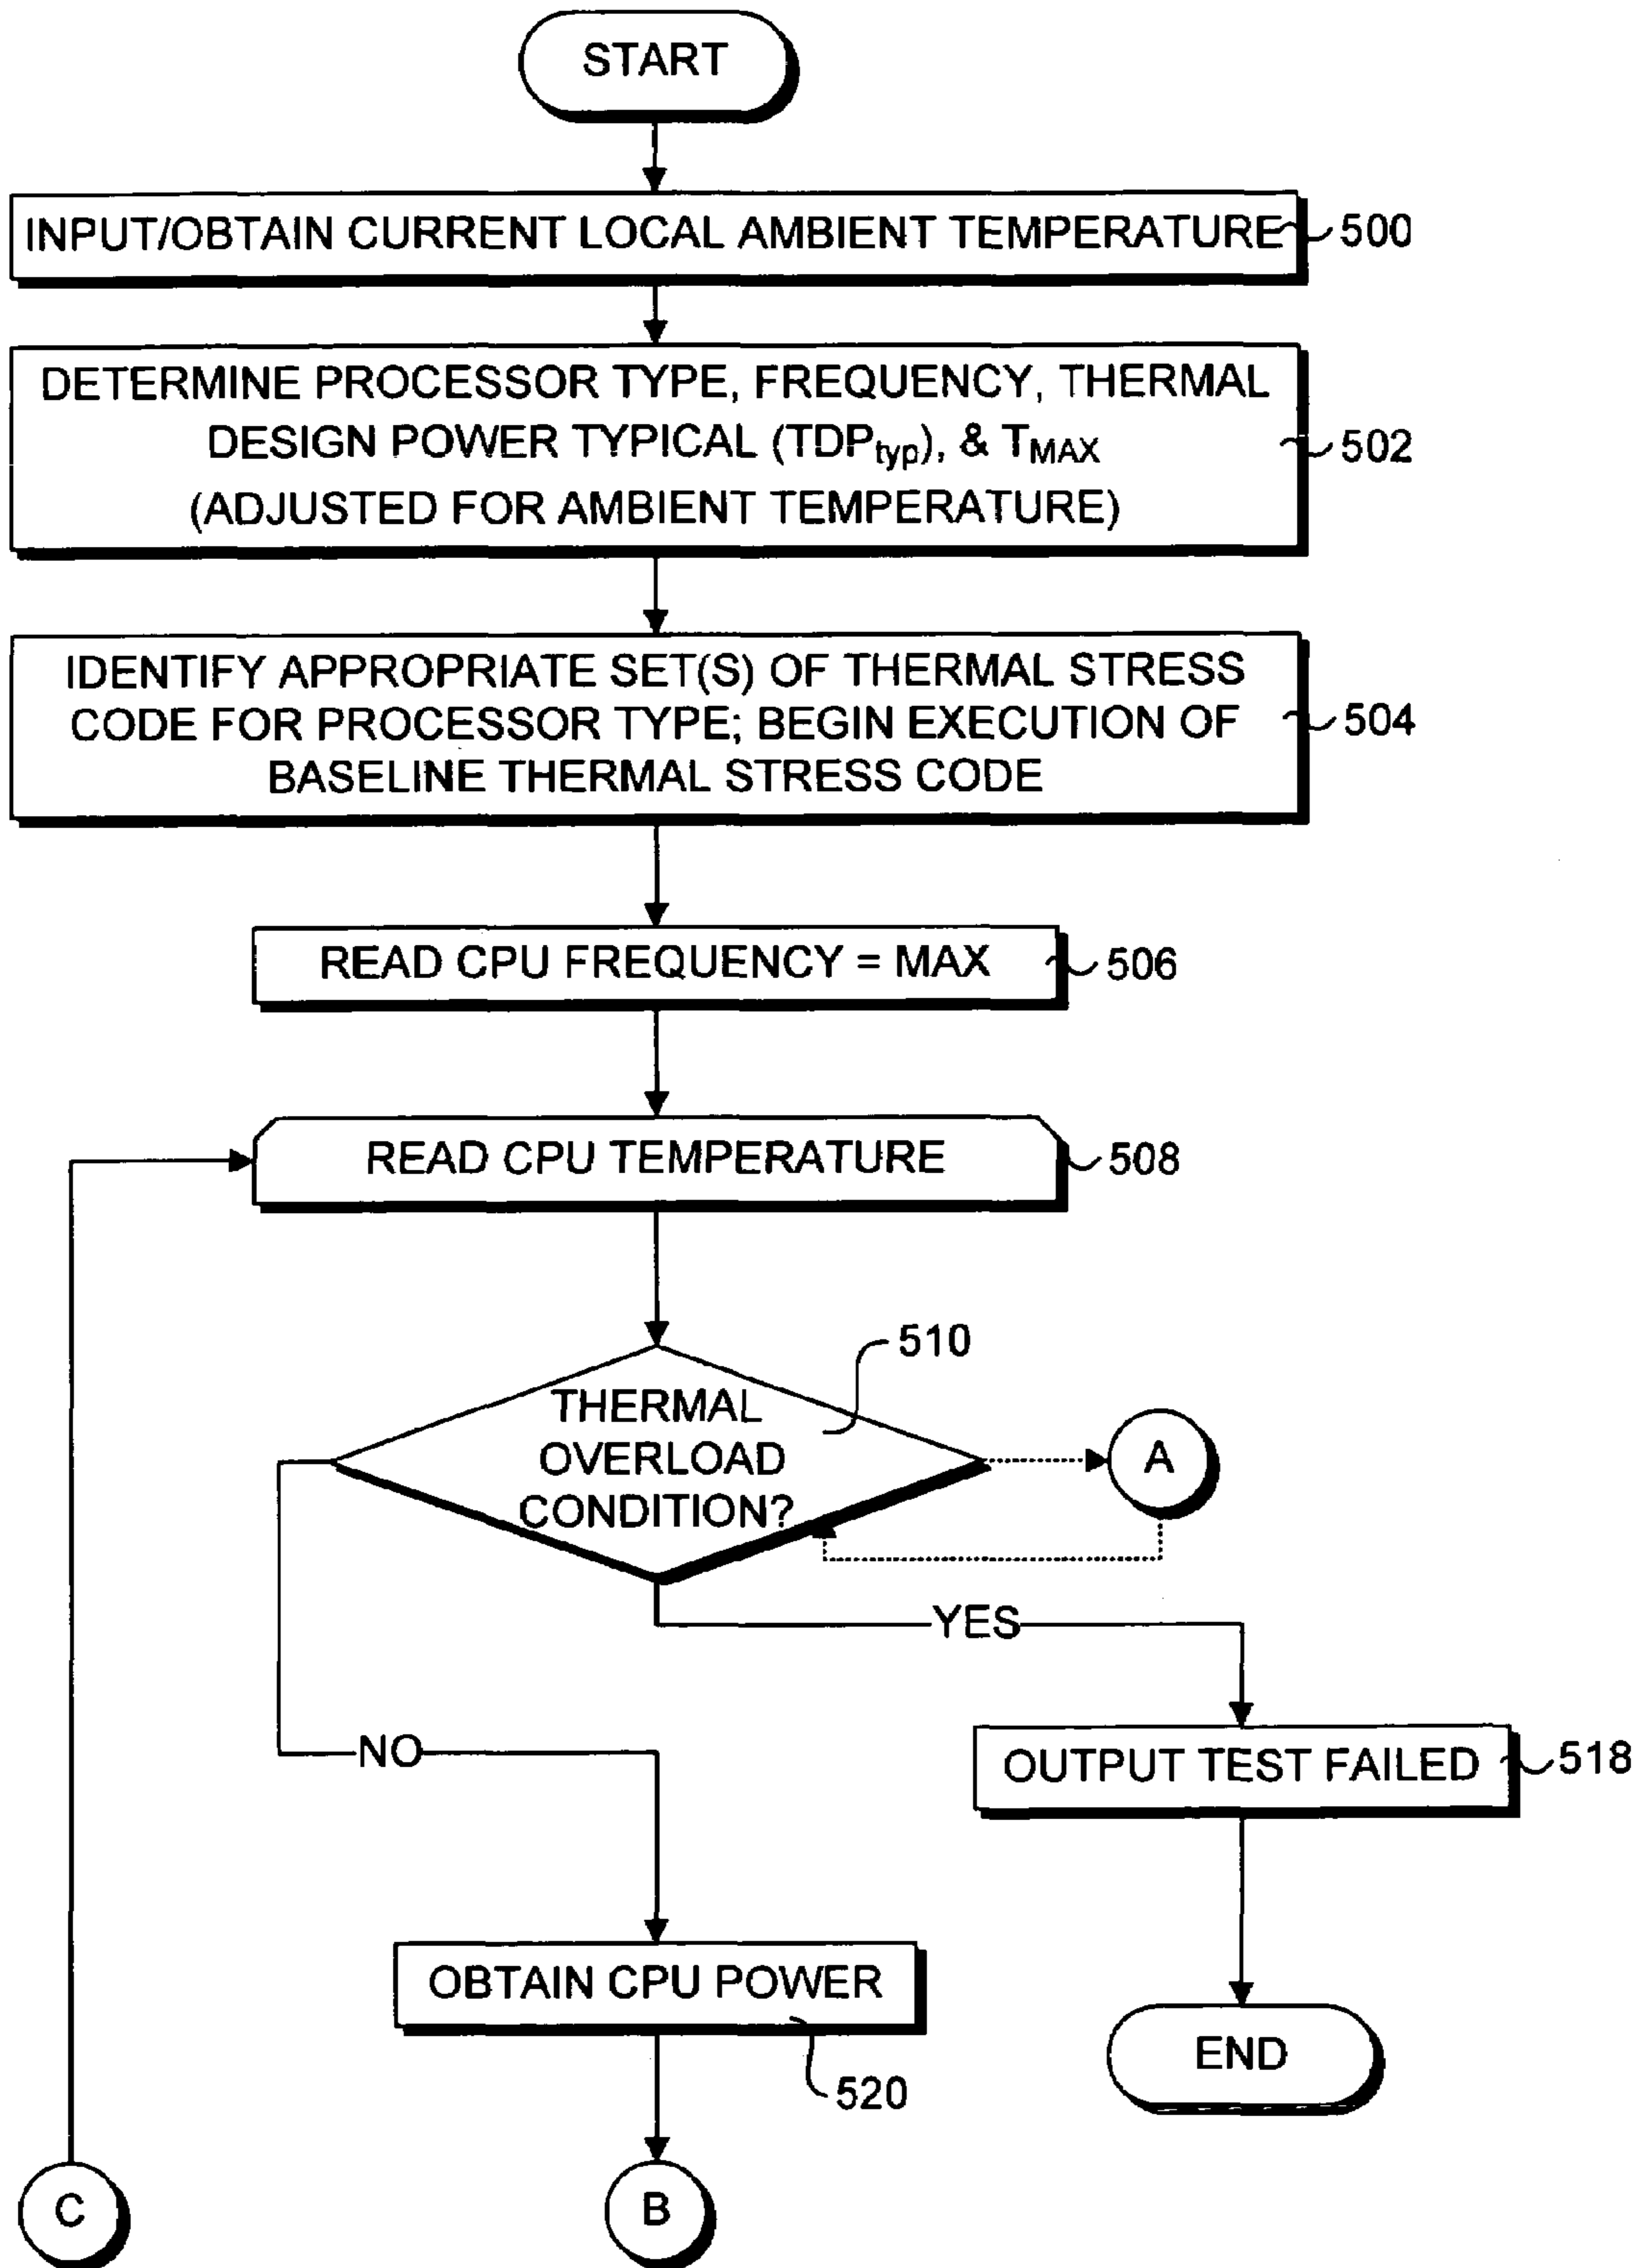 START
INPUT/OBTAIN CURRENT LOCAL AMBIENT TEMPERATURE
500
DETERMINE PROCESSOR TYPE, FREQUENCY, THERMAL
DESIGN POWER TYPICAL (TDPtyp), & TMAX
(ADJUSTED FOR AMBIENT TEMPERATURE)
502
IDENTIFY APPROPRIATE SET(S) OF THERMAL STRESS
CODE FOR PROCESSOR TYPE; BEGIN EXECUTION OF
BASELINE THERMAL STRESS CODE
504
READ CPU FREQUENCY = MAX
506
READ CPU TEMPERATURE
508
510
THERMAL
OVERLOAD
CONDITION?
A
YES
NO
OUTPUT TEST FAILED
518
OBTAIN CPU POWER
520
END
C
B